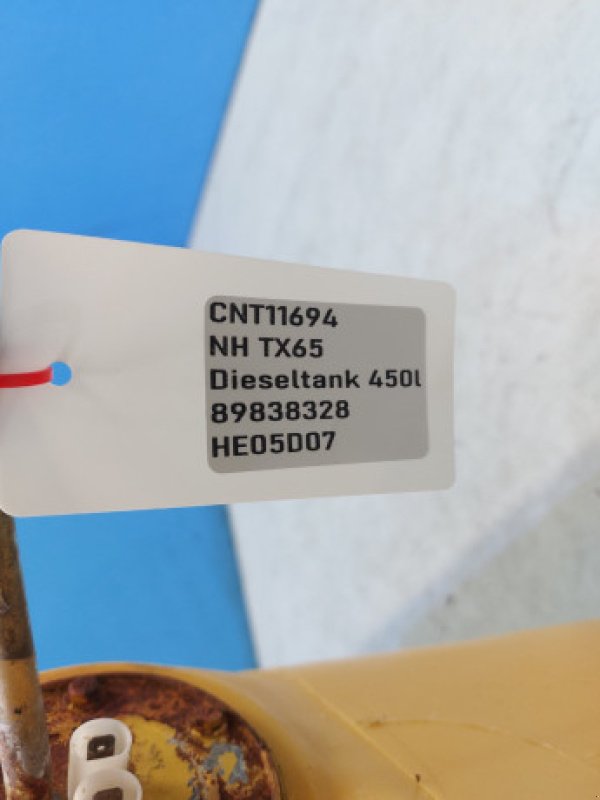 CNT11694
NH TX65
Dieseltank 450l
89838328
HE05D07